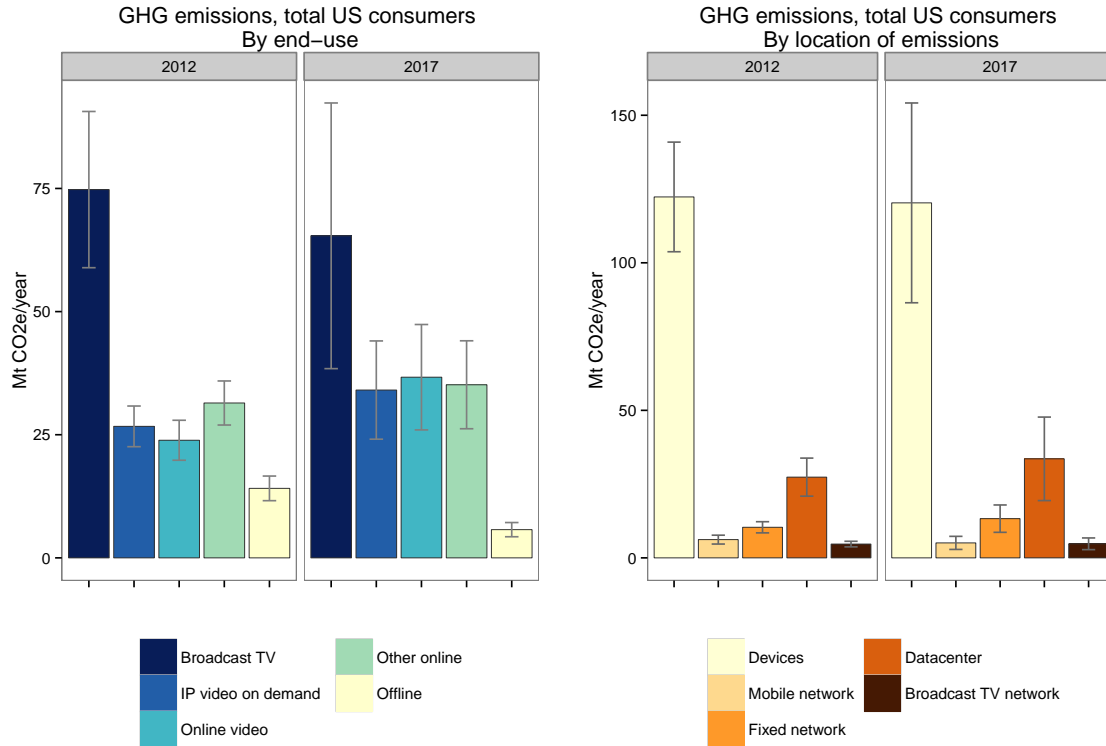 GHG emissions, total US consumers
By end−use
2012
2017
75
50
25
0
Mt CO2e/year
Broadcast TV
IP video on demand
Online video
Other online
Offline
GHG emissions, total US consumers
By location of emissions
2012
2017
150
100
50
0
Mt CO2e/year
Devices
Mobile network
Fixed network
Datacenter
Broadcast TV network